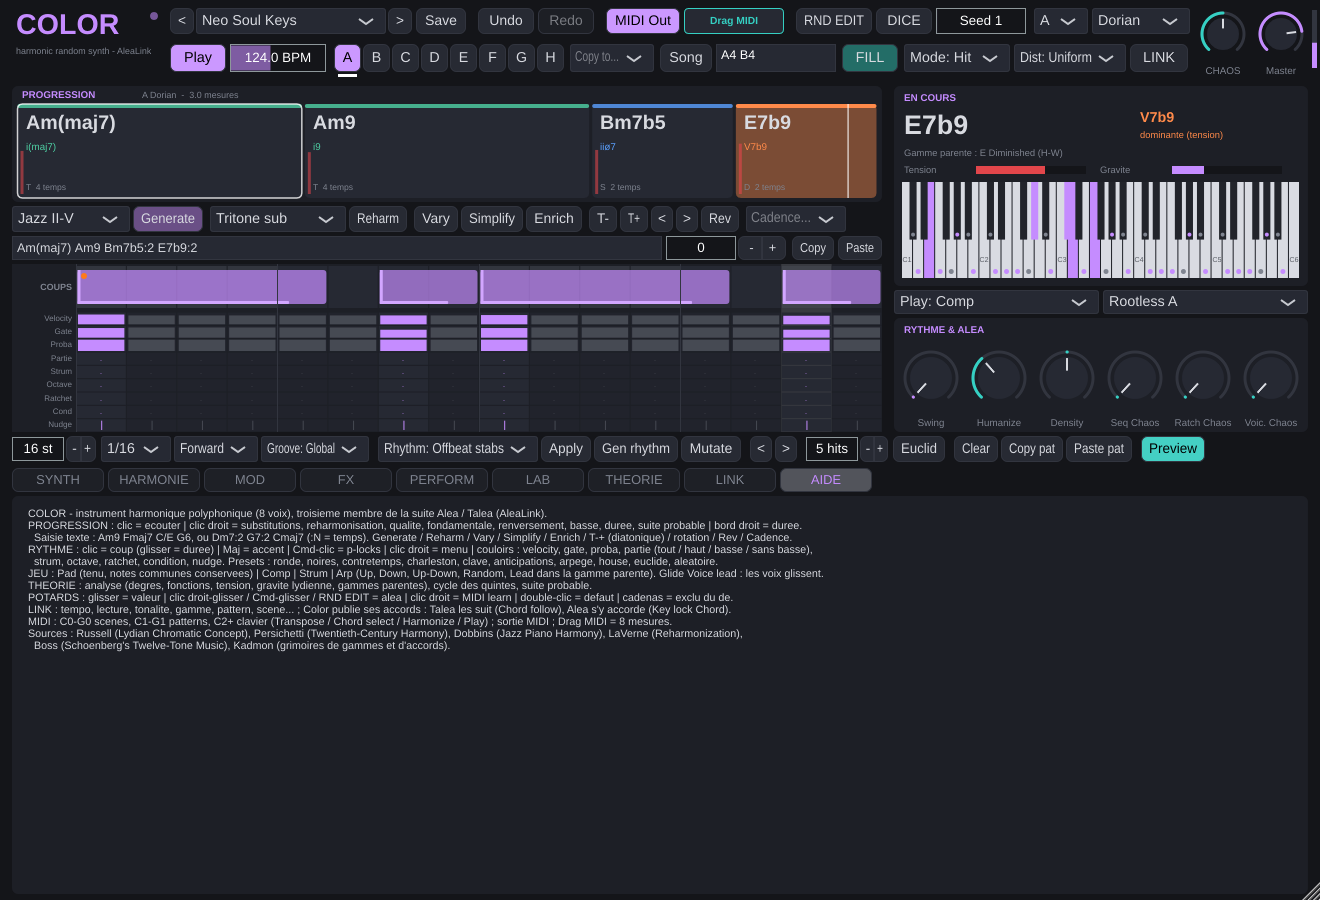 COLOR
harmonic random synth - AleaLink
< Neo Soul Keys > Save Undo Redo MIDI Out Drag MIDI RND EDIT DICE Seed 1 A Dorian
Play 124.0 BPM A B C D E F G H Copy to... Song A4 B4 FILL Mode: Hit Dist: Uniform LINK
CHAOS Master
PROGRESSION A Dorian - 3.0 mesures
Am(maj7) Am9 Bm7b5 E7b9
i(maj7) i9 iiø7 V7b9
T 4 temps T 4 temps S 2 temps D 2 temps
EN COURS
E7b9 V7b9
dominante (tension)
Gamme parente : E Diminished (H-W)
Tension Gravite
C1 C2 C3 C4 C5 C6
Jazz II-V Generate Tritone sub Reharm Vary Simplify Enrich T- T+ < > Rev Cadence...
Am(maj7) Am9 Bm7b5:2 E7b9:2 0 - + Copy Paste
Play: Comp Rootless A
COUPS
Velocity
Gate
Proba
Partie
Strum
Octave
Ratchet
Cond
Nudge
RYTHME & ALEA
Swing Humanize Density Seq Chaos Ratch Chaos Voic. Chaos
16 st - + 1/16 Forward Groove: Global Rhythm: Offbeat stabs Apply Gen rhythm Mutate < > 5 hits - + Euclid Clear Copy pat Paste pat Preview
SYNTH HARMONIE MOD FX PERFORM LAB THEORIE LINK AIDE
COLOR - instrument harmonique polyphonique (8 voix), troisieme membre de la suite Alea / Talea (AleaLink).
PROGRESSION : clic = ecouter | clic droit = substitutions, reharmonisation, qualite, fondamentale, renversement, basse, duree, suite probable | bord droit = duree.
Saisie texte : Am9 Fmaj7 C/E G6, ou Dm7:2 G7:2 Cmaj7 (:N = temps). Generate / Reharm / Vary / Simplify / Enrich / T-+ (diatonique) / rotation / Rev / Cadence.
RYTHME : clic = coup (glisser = duree) | Maj = accent | Cmd-clic = p-locks | clic droit = menu | couloirs : velocity, gate, proba, partie (tout / haut / basse / sans basse),
strum, octave, ratchet, condition, nudge. Presets : ronde, noires, contretemps, charleston, clave, anticipations, arpege, house, euclide, aleatoire.
JEU : Pad (tenu, notes communes conservees) | Comp | Strum | Arp (Up, Down, Up-Down, Random, Lead dans la gamme parente). Glide Voice lead : les voix glissent.
THEORIE : analyse (degres, fonctions, tension, gravite lydienne, gammes parentes), cycle des quintes, suite probable.
POTARDS : glisser = valeur | clic droit-glisser / Cmd-glisser / RND EDIT = alea | clic droit = MIDI learn | double-clic = defaut | cadenas = exclu du de.
LINK : tempo, lecture, tonalite, gamme, pattern, scene... ; Color publie ses accords : Talea les suit (Chord follow), Alea s'y accorde (Key lock Chord).
MIDI : C0-G0 scenes, C1-G1 patterns, C2+ clavier (Transpose / Chord select / Harmonize / Play) ; sortie MIDI ; Drag MIDI = 8 mesures.
Sources : Russell (Lydian Chromatic Concept), Persichetti (Twentieth-Century Harmony), Dobbins (Jazz Piano Harmony), LaVerne (Reharmonization),
Boss (Schoenberg's Twelve-Tone Music), Kadmon (grimoires de gammes et d'accords).